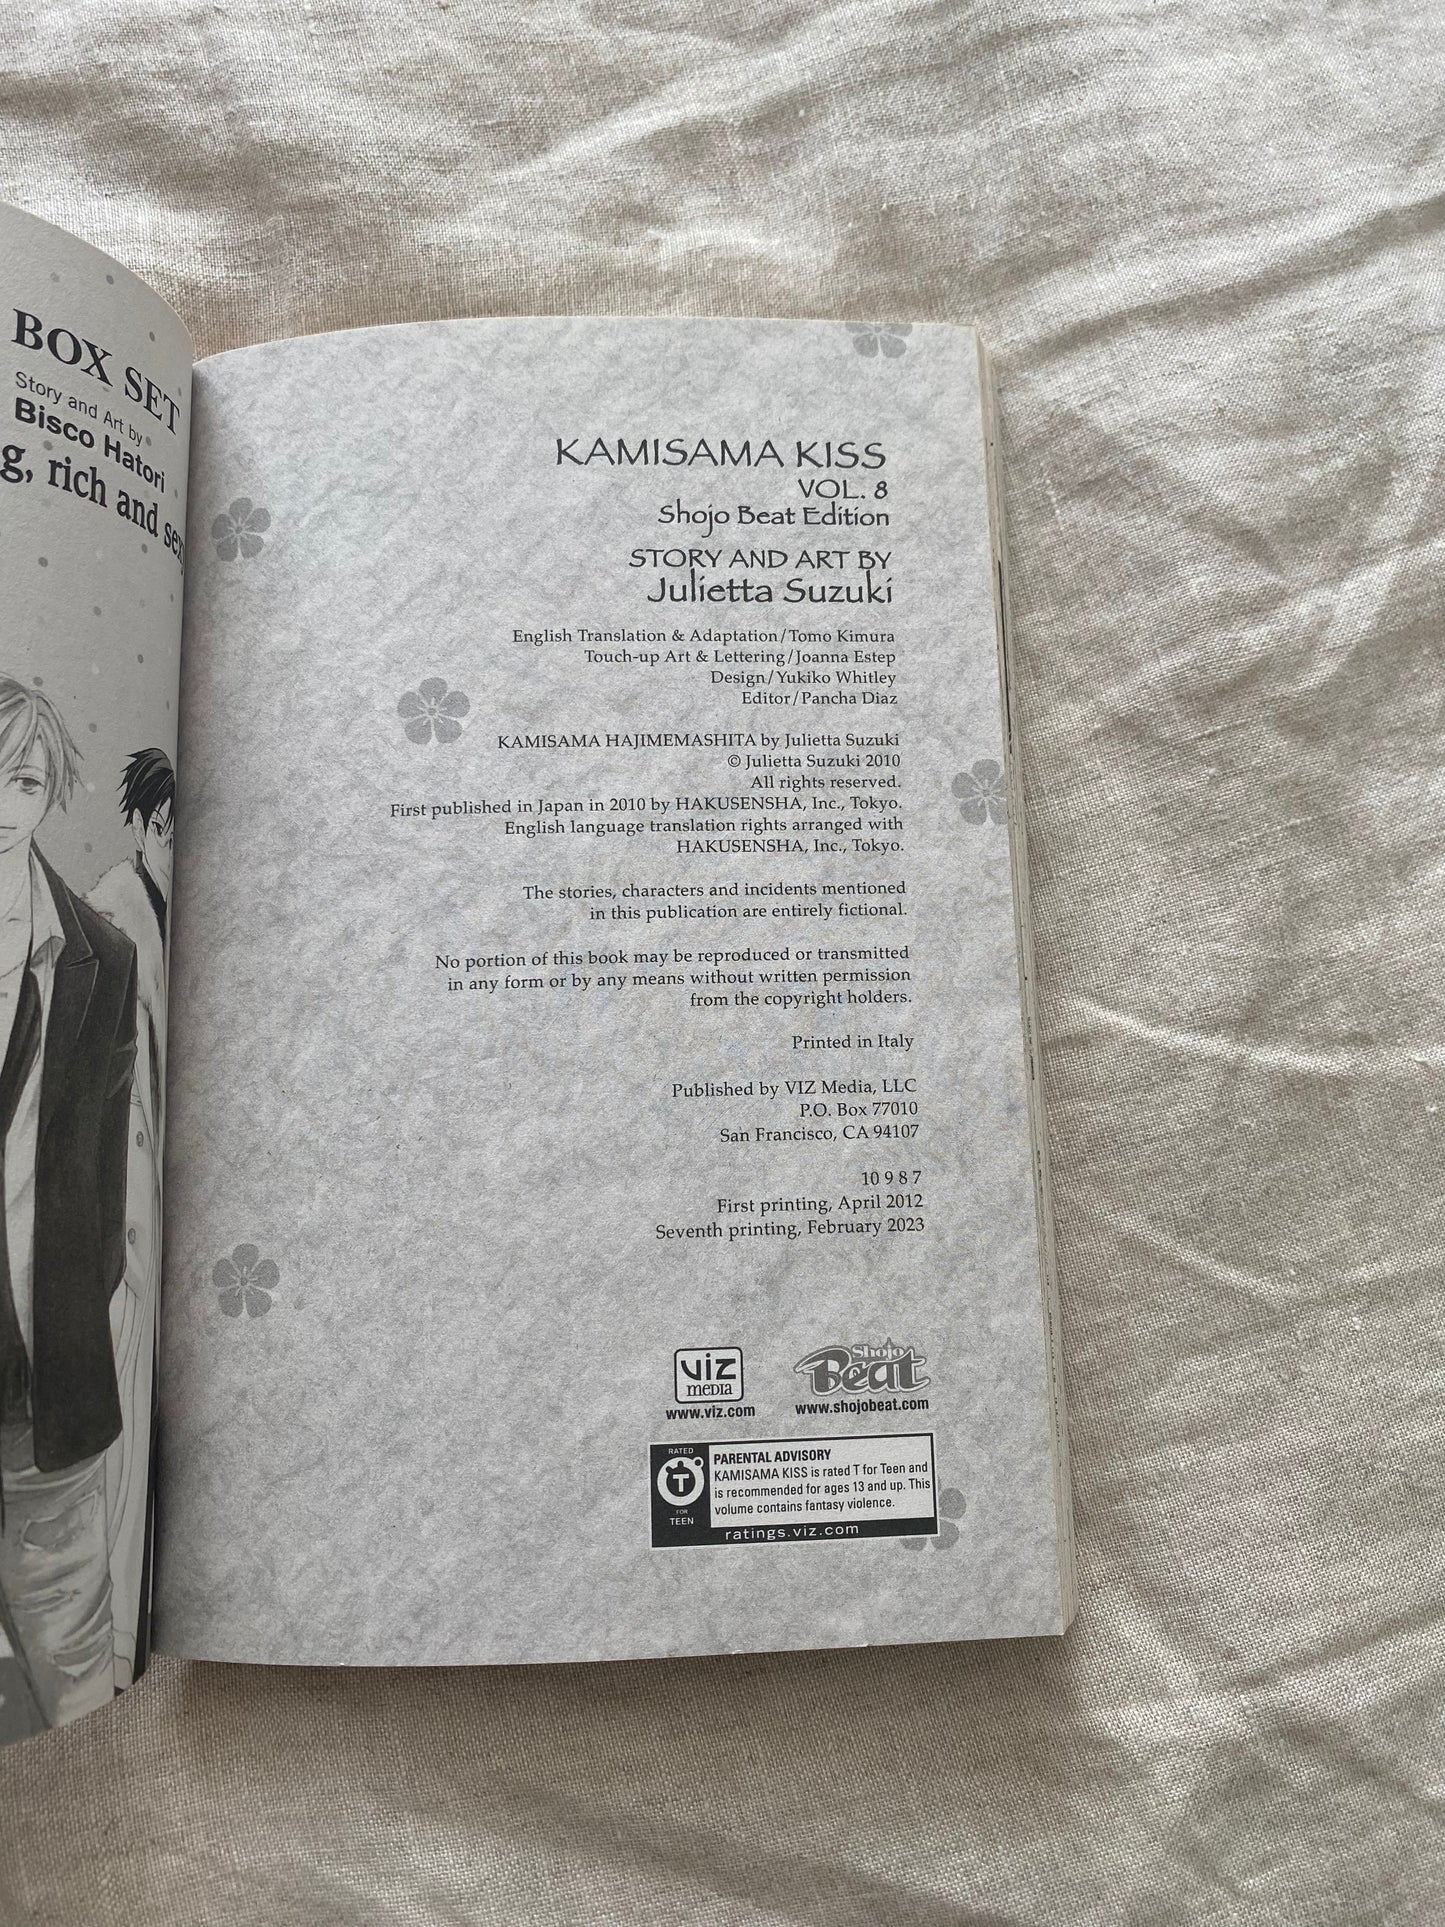 BOX SET
Story and Art by
Bisco Hatori
g, rich and
KAMISAMA KISS
VOL. 8
Shojo Beat Edition
STORY AND ART BY
Julietta Suzuki
English Translation & Adaptation/Tomo Kimura
Touch-up Art & Lettering/Joanna Estep
Design/Yukiko Whitley
Editor/Pancha Diaz
KAMISAMA HAJIMEMASHITA by Julietta Suzuki
© Julietta Suzuki 2010
All rights reserved.
First published in Japan in 2010 by HAKUSENSHA, Inc., Tokyo.
English language translation rights arranged with
HAKUSENSHA, Inc., Tokyo.
The stories, characters and incidents mentioned
in this publication are entirely fictional.
No portion of this book may be reproduced or transmitted
in any form or by any means without written permission
from the copyright holders.
Printed in Italy
Published by VIZ Media, LLC
P.O. Box 77010
San Francisco, CA 94107
10 9 8 7
First printing, April 2012
Seventh printing, February 2023
VIZ
MEDIA
www.viz.com
Shojo
Beat
www.shojobeat.com
RATED
T
FOR
TEEN
PARENTAL ADVISORY
KAMISAMA KISS is rated T for Teen and
is recommended for ages 13 and up. This
volume contains fantasy violence.
ratings.viz.com